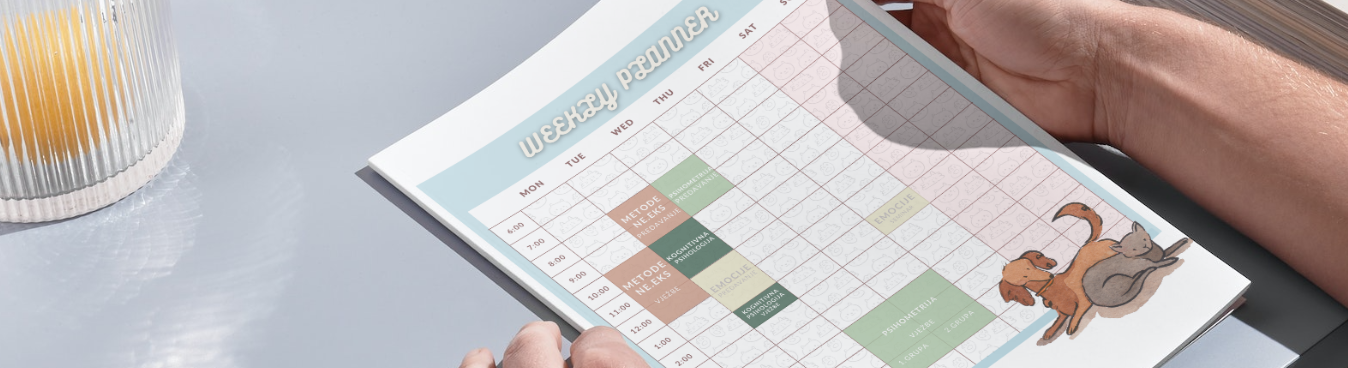 WEEKLY PLANNER
MON TUE WED THU FRI SAT
6:00
7:00
8:00
9:00
10:00
11:00
12:00
1:00
2:00
METODE
NE.EKS
PREDAVANJE
PSIHOMETRIJA
PREDAVANJE
KOGNITIVNA
PSIHOLOGIJA
METODE
NE.EKS
VJEŽBE
EMOCIJE
KOGNITIVNA
PSIHOLOGIJA
VJEŽBE
EMOCIJE
PSIHOMETRIJA
VJEŽBE
1 GRUPA
2 GRUPA